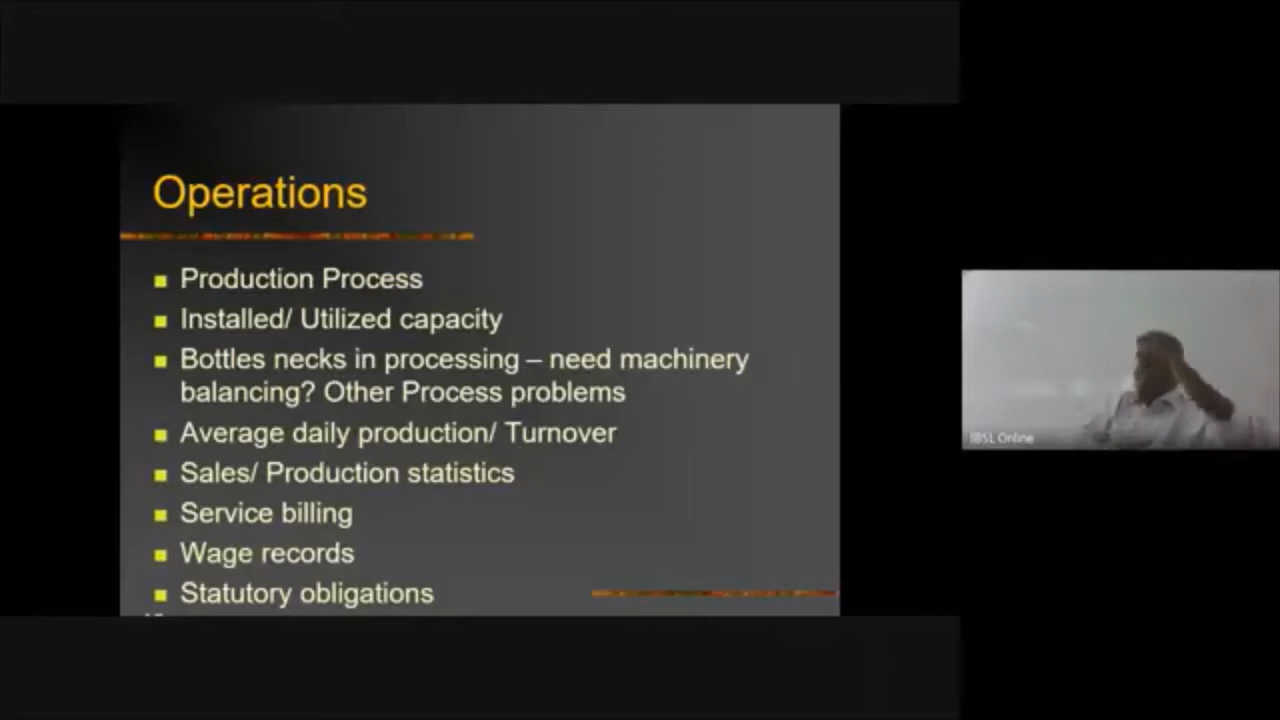 Operations
Production Process
Installed/ Utilized capacity
Bottles necks in processing – need machinery
balancing? Other Process problems
Average daily production/ Turnover
Sales/ Production statistics
Service billing
Wage records
Statutory obligations
IBSL Online